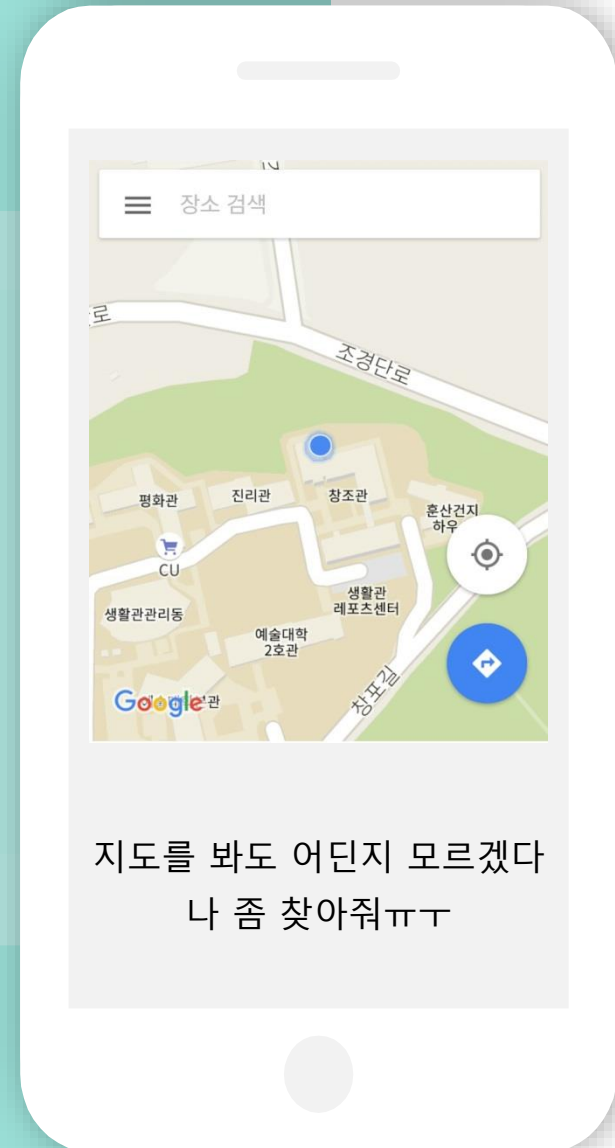 장소 검색
로
조경단로
평화관
진리관
창조관
훈산건지
하우
CU
생활관
레포츠센터
생활관관리동
예술대학
2호관
창포길
Google
관
지도를 봐도 어딘지 모르겠다
나 좀 찾아줘ㅠㅜ